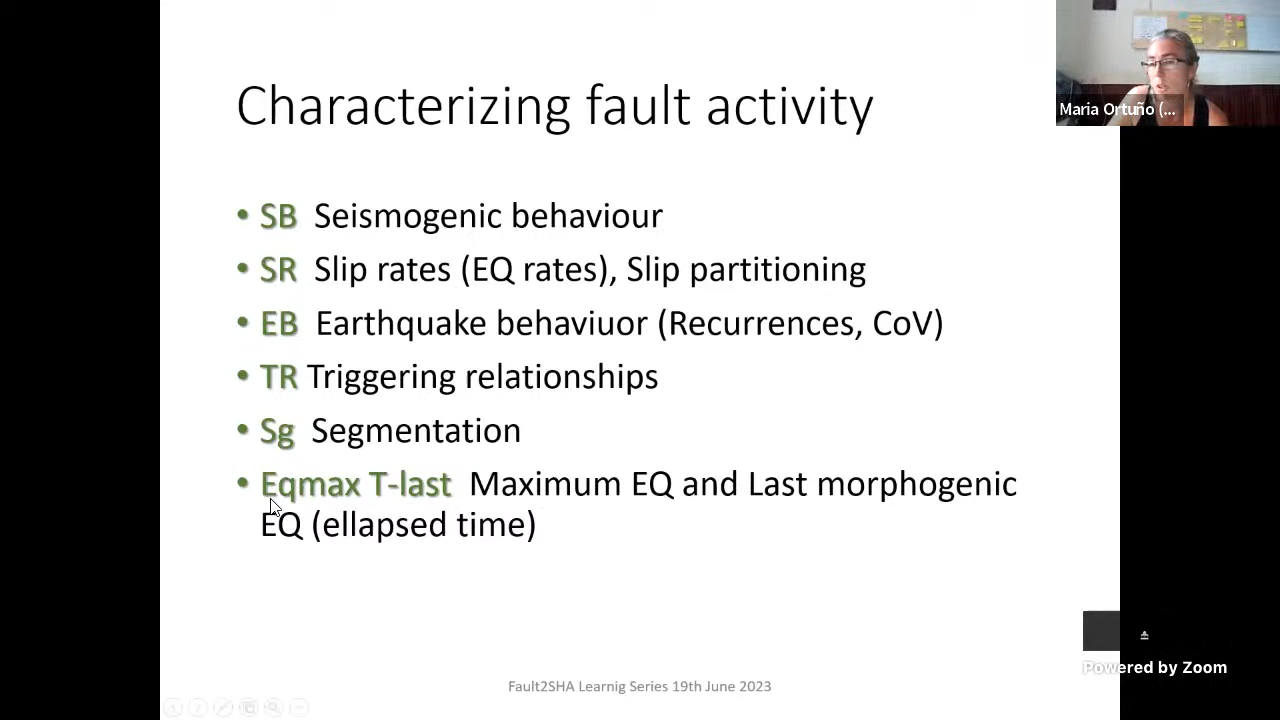 Characterizing fault activity
Maria Ortuño (...
• SB Seismogenic behaviour
• SR Slip rates (EQ rates), Slip partitioning
• EB Earthquake behaviuor (Recurrences, CoV)
• TR Triggering relationships
• Sg Segmentation
• Eqmax T-last Maximum EQ and Last morphogenic
EQ (ellapsed time)
Powered by Zoom
Fault2SHA Learnig Series 19th June 2023